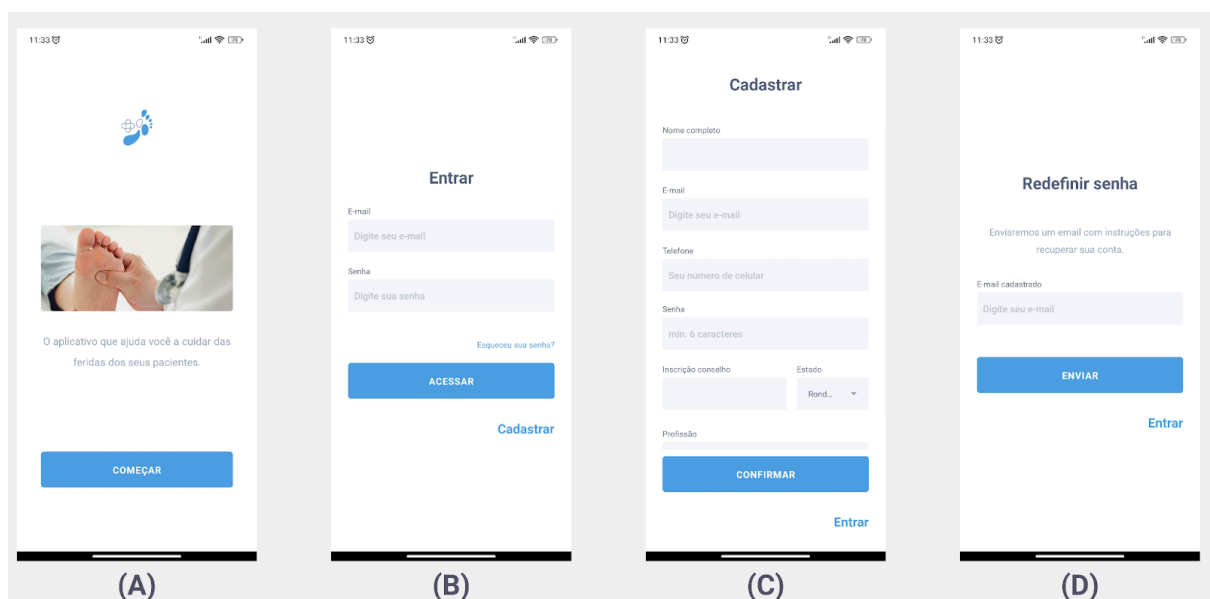 11:33
O aplicativo que ajuda você a cuidar das
feridas dos seus pacientes.
COMEÇAR
(A)
11:33
Entrar
E-mail
Digite seu e-mail
Senha
Digite sua senha
Esqueceu sua senha?
ACESSAR
Cadastrar
(B)
11:33
Cadastrar
Nome completo
E-mail
Digite seu e-mail
Telefone
Seu número de celular
Senha
min. 6 caracteres
Inscrição conselho Estado
Rond...
Profissão
CONFIRMAR
Entrar
(C)
11:33
Redefinir senha
Enviaremos um email com instruções para
recuperar sua conta.
E-mail cadastrado
Digite seu e-mail
ENVIAR
Entrar
(D)